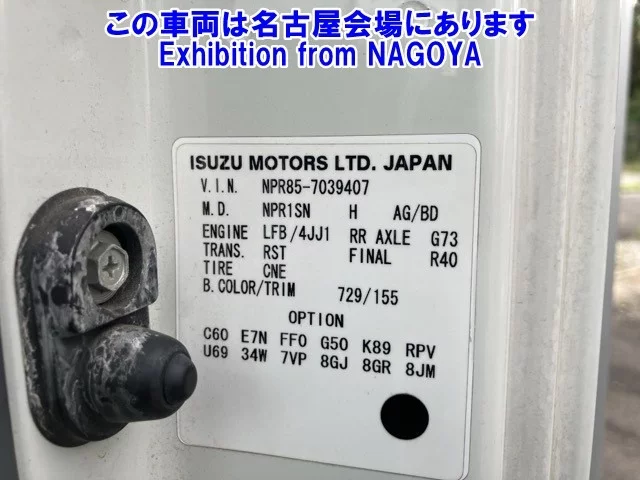 この車両は名古屋会場にあります
Exhibition from NAGOYA
ISUZU MOTORS LTD. JAPAN
V.I.N. NPR85-7039407
M.D. NPR1SN H AG/BD
ENGINE LFB/4JJ1 RR AXLE G73
TRANS. RST FINAL R40
TIRE CNE
B.COLOR/TRIM 729/155
OPTION
C60 E7N FF0 G50 K89 RPV
U69 34W 7VP 8GJ 8GR 8JM